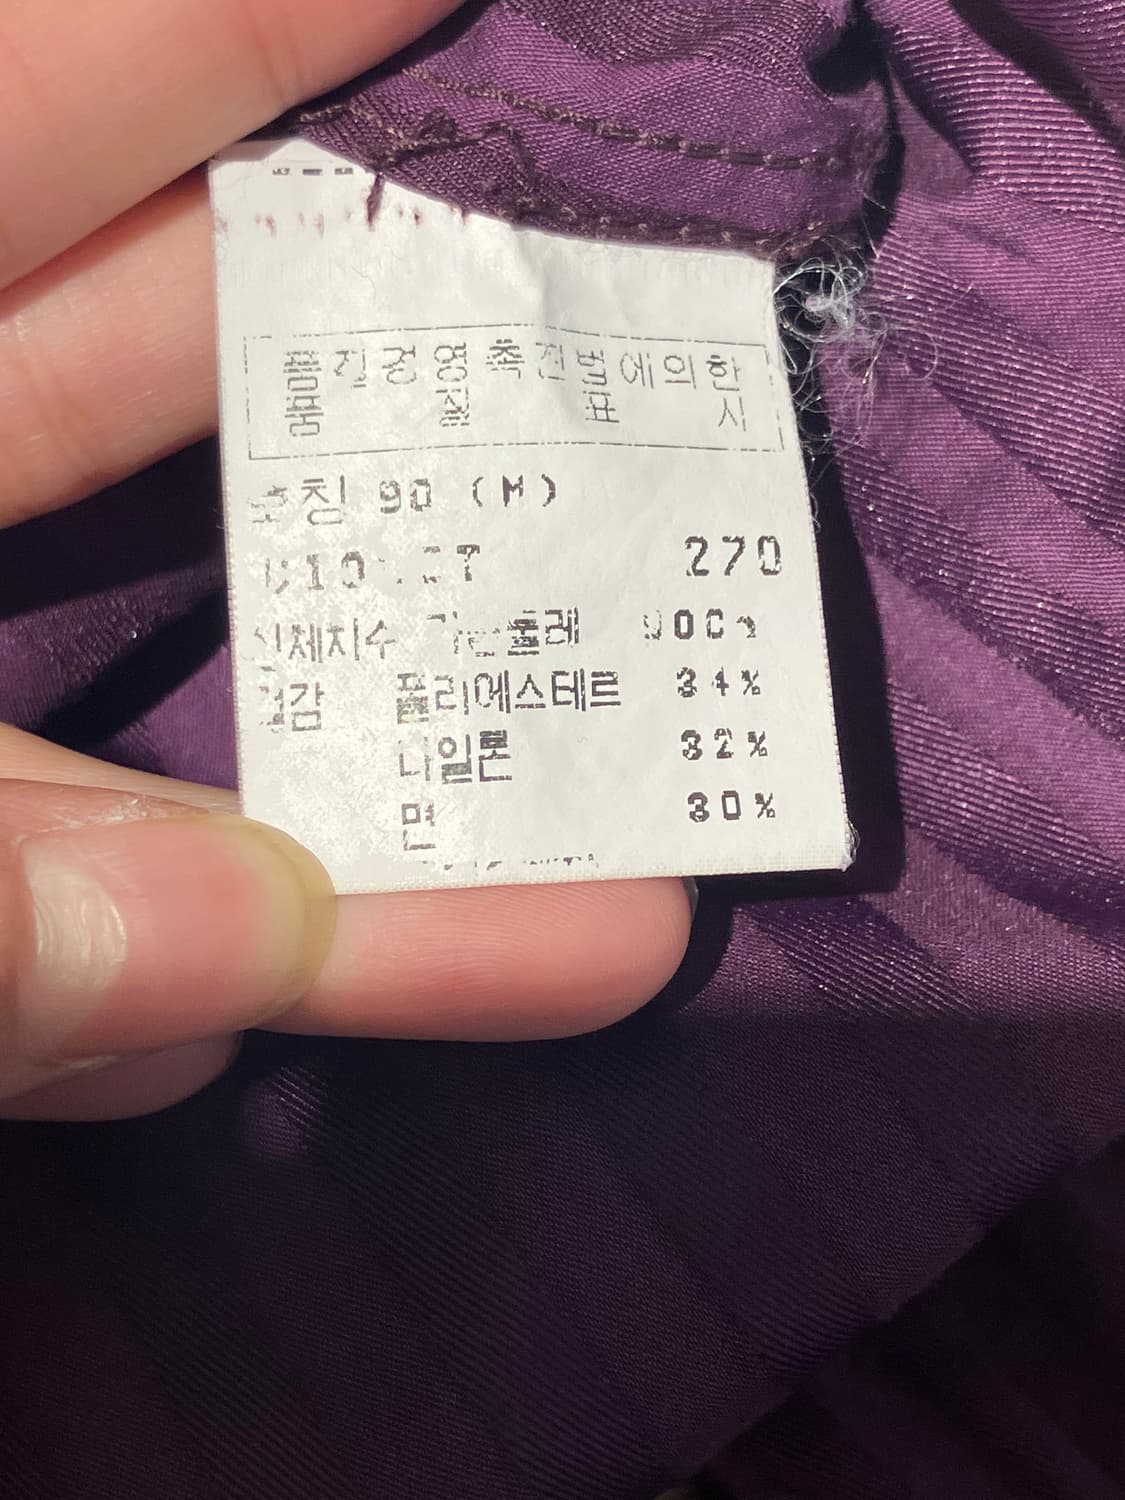 품진경영촉진법에의한
품 질 표 시
호칭 90 (M)
270
신체치수 가슴둘레
겉감 폴리에스테르 34%
나일론 32%
면 30%